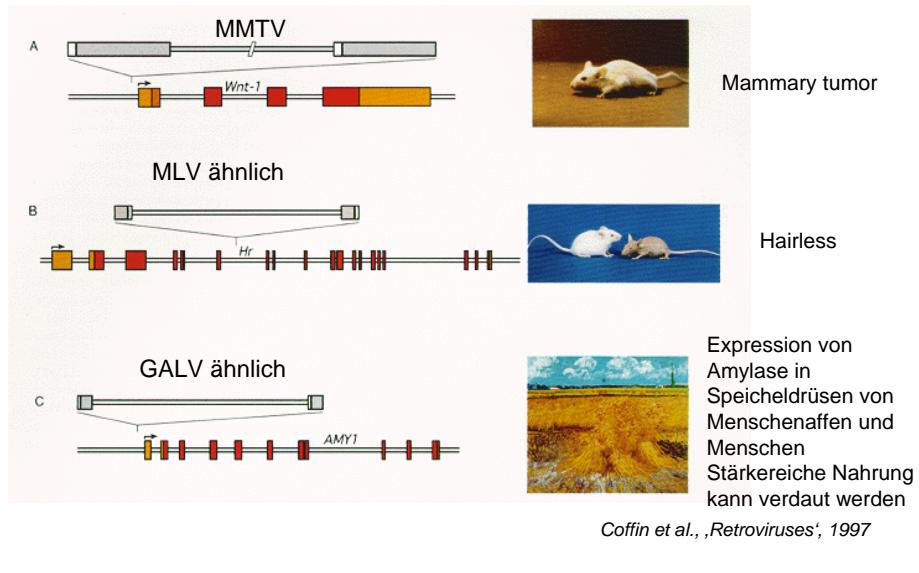 MMTV
A
Wnt-1
Mammary tumor
MLV ähnlich
B
Hr
Hairless
GALV ähnlich
C
AMY1
Expression von
Amylase in
Speicheldrüsen von
Menschenaffen und
Menschen
Stärkereiche Nahrung
kann verdaut werden
Coffin et al., ‚Retroviruses‘, 1997